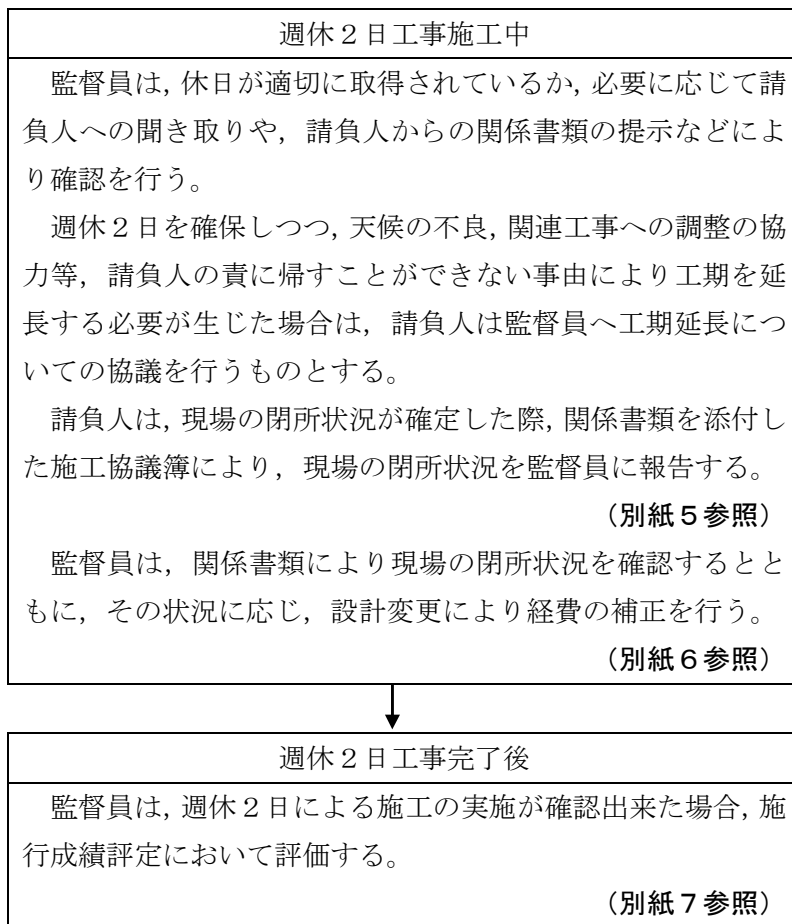 週休２日工事施工中
監督員は，休日が適切に取得されているか，必要に応じて請
負人への聞き取りや，請負人からの関係書類の提示などによ
り確認を行う。
週休２日を確保しつつ，天候の不良，関連工事への調整の協
力等，請負人の責に帰すことができない事由により工期を延
長する必要が生じた場合は，請負人は監督員へ工期延長につ
いての協議を行うものとする。
請負人は，現場の閉所状況が確定した際，関係書類を添付し
た施工協議簿により，現場の閉所状況を監督員に報告する。
（別紙５参照）
監督員は，関係書類により現場の閉所状況を確認するとと
もに，その状況に応じ，設計変更により経費の補正を行う。
（別紙６参照）
週休２日工事完了後
監督員は，週休２日による施工の実施が確認出来た場合，施
行成績評定において評価する。
（別紙７参照）